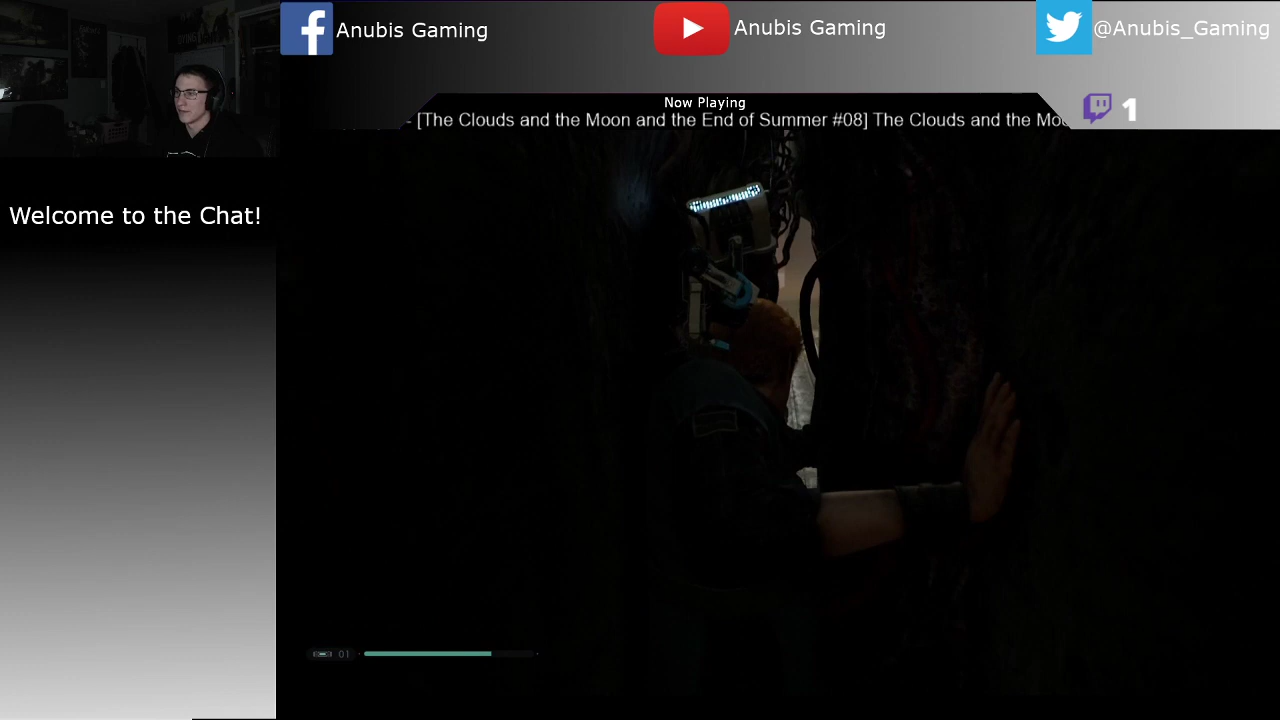 Anubis Gaming
Anubis Gaming
@Anubis_Gaming
Now Playing
- [The Clouds and the Moon and the End of Summer #08] The Clouds and the Mo
1
Welcome to the Chat!
01